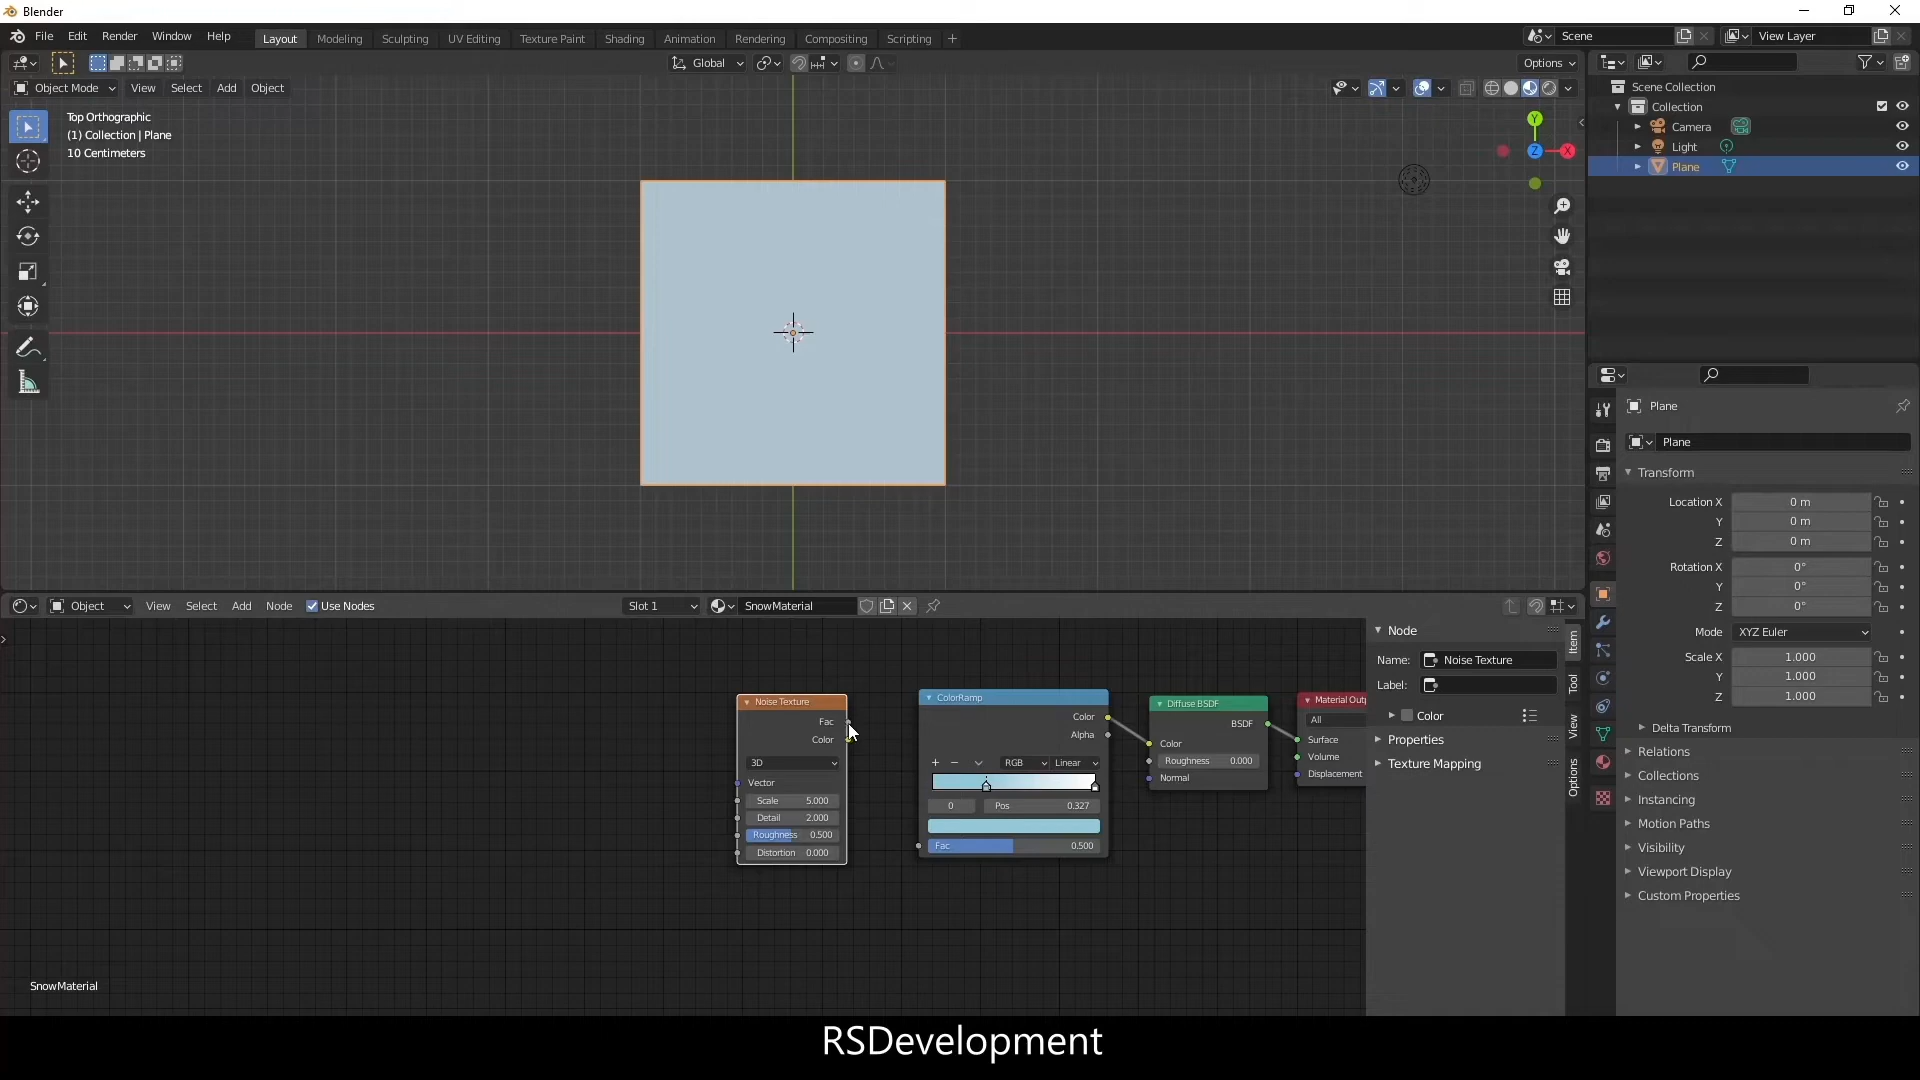 Blender
File Edit Render Window Help
Layout Modeling Sculpting UV Editing Texture Paint Shading Animation Rendering Compositing Scripting +
Scene
View Layer
Global
Options
Object Mode View Select Add Object
Top Orthographic
(1) Collection | Plane
10 Centimeters
Y
Z
X
Scene Collection
Collection
Camera
Light
Plane
Plane
Plane
Transform
Location X 0 m
Y 0 m
Z 0 m
Rotation X 0°
Y 0°
Z 0°
Mode XYZ Euler
Scale X 1.000
Y 1.000
Z 1.000
Delta Transform
Relations
Collections
Instancing
Motion Paths
Visibility
Viewport Display
Custom Properties
Object View Select Add Node Use Nodes
Slot 1
SnowMaterial
Noise Texture
Fac
Color
3D
Vector
Scale 5.000
Detail 2.000
Roughness 0.500
Distortion 0.000
ColorRamp
Color
Alpha
+ − RGB Linear
0 Pos 0.327
Fac 0.500
Diffuse BSDF
BSDF
Color
Roughness 0.000
Normal
Material Outp
All
Surface
Volume
Displacement
Node
Name: Noise Texture
Label:
Color
Properties
Texture Mapping
Item
Tool
View
Options
SnowMaterial
RSDevelopment